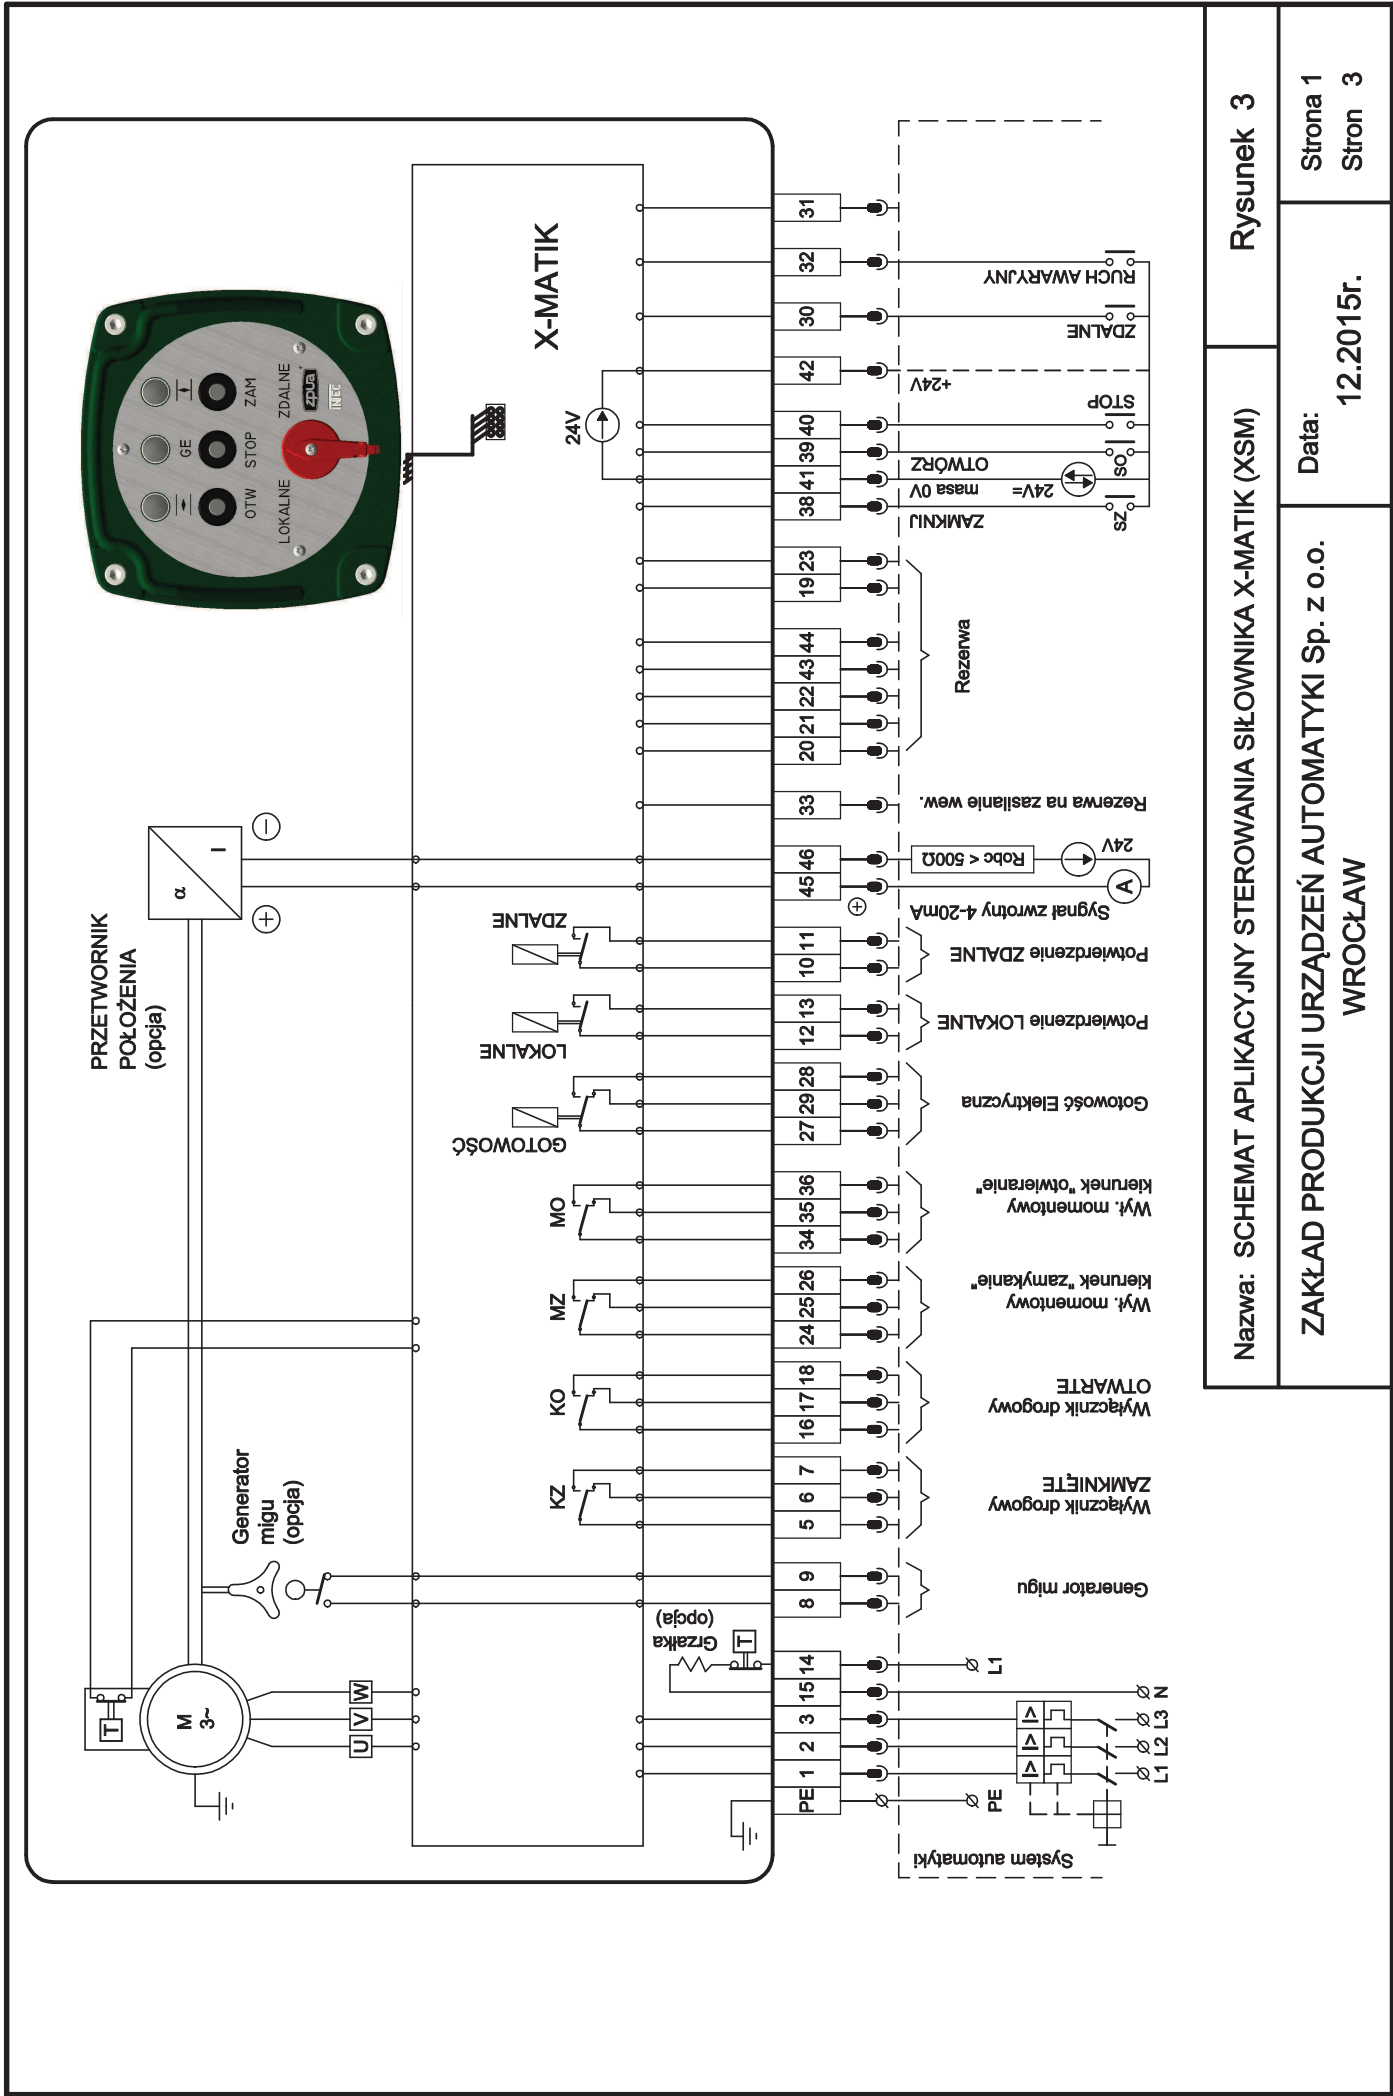 PRZETWORNIK
POŁOŻENIA
(opcja)
α
I
+
−
Generator
migu
(opcja)
T
M
3~
U
V
W
GE
OTW
STOP
ZAM
LOKALNE
ZDALNE
zpua
INEC
X-MATIK
24V
KZ
KO
MZ
MO
GOTOWOŚĆ
LOKALNE
ZDALNE
Grzałka
(opcja)
T
PE
1
2
3
15
14
8
9
5
6
7
16
17
18
24
25
26
34
35
36
27
29
28
12
13
10
11
45
46
33
20
21
22
43
44
19
23
38
41
39
40
42
30
32
31
System automatyki
PE
I>
I>
I>
L1
L2
L3
N
L1
Generator migu
Wyłącznik drogowy
ZAMKNIĘTE
Wyłącznik drogowy
OTWARTE
Wył. momentowy
kierunek "zamykanie"
Wył. momentowy
kierunek "otwieranie"
Gotowość Elektryczna
Potwierdzenie LOKALNE
Potwierdzenie ZDALNE
+
Sygnał zwrotny 4-20mA
A
Robc < 500Ω
24V
Rezerwa na zasilanie wew.
Rezerwa
ZAMKNIJ
SZ
masa 0V
24V=
OTWÓRZ
SO
STOP
+24V
ZDALNE
RUCH AWARYJNY
Nazwa: SCHEMAT APLIKACYJNY STEROWANIA SIŁOWNIKA X-MATIK (XSM)
Rysunek 3
ZAKŁAD PRODUKCJI URZĄDZEŃ AUTOMATYKI Sp. z o.o.
WROCŁAW
Data:
12.2015r.
Strona 1
Stron 3